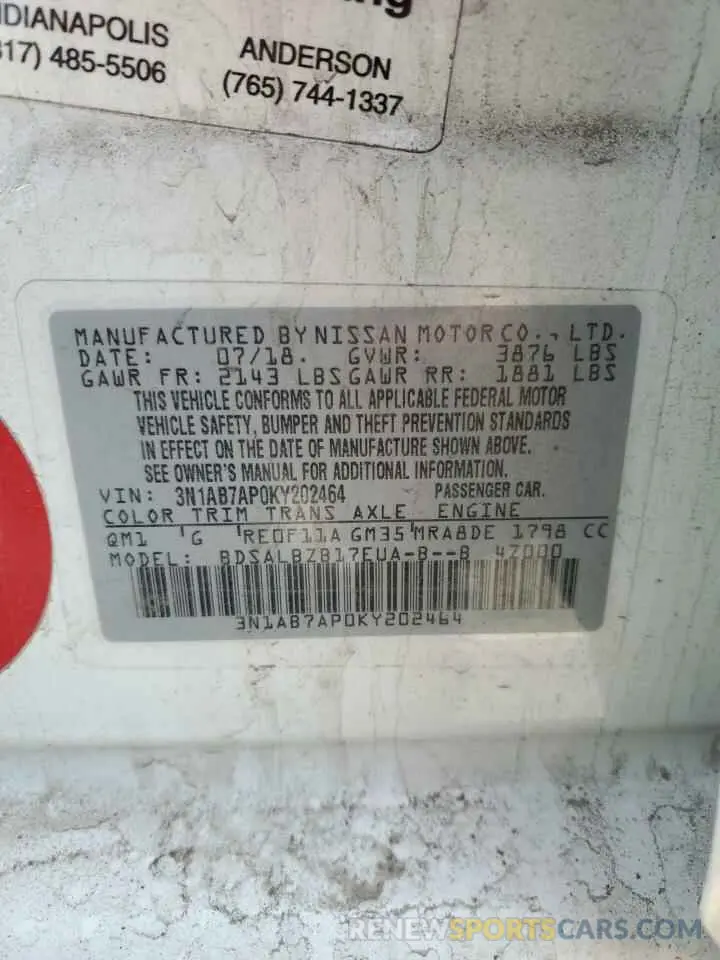 NDIANAPOLIS
317) 485-5506
ANDERSON
(765) 744-1337
MANUFACTURED BY NISSAN MOTOR CO., LTD.
DATE: 07/18. GVWR: 3876 LBS
GAWR FR: 2143 LBS GAWR RR: 1881 LBS
THIS VEHICLE CONFORMS TO ALL APPLICABLE FEDERAL MOTOR
VEHICLE SAFETY, BUMPER AND THEFT PREVENTION STANDARDS
IN EFFECT ON THE DATE OF MANUFACTURE SHOWN ABOVE.
SEE OWNER'S MANUAL FOR ADDITIONAL INFORMATION.
VIN: 3N1AB7AP0KY202464 PASSENGER CAR.
COLOR TRIM TRANS AXLE ENGINE
QM1 'G 'RE0F11A GM35'MRA8DE 1798 CC
MODEL: BDSALBZB17EUA-B--B 4Z000
3N1AB7AP0KY202464
RENEWSPORTSCARS.COM